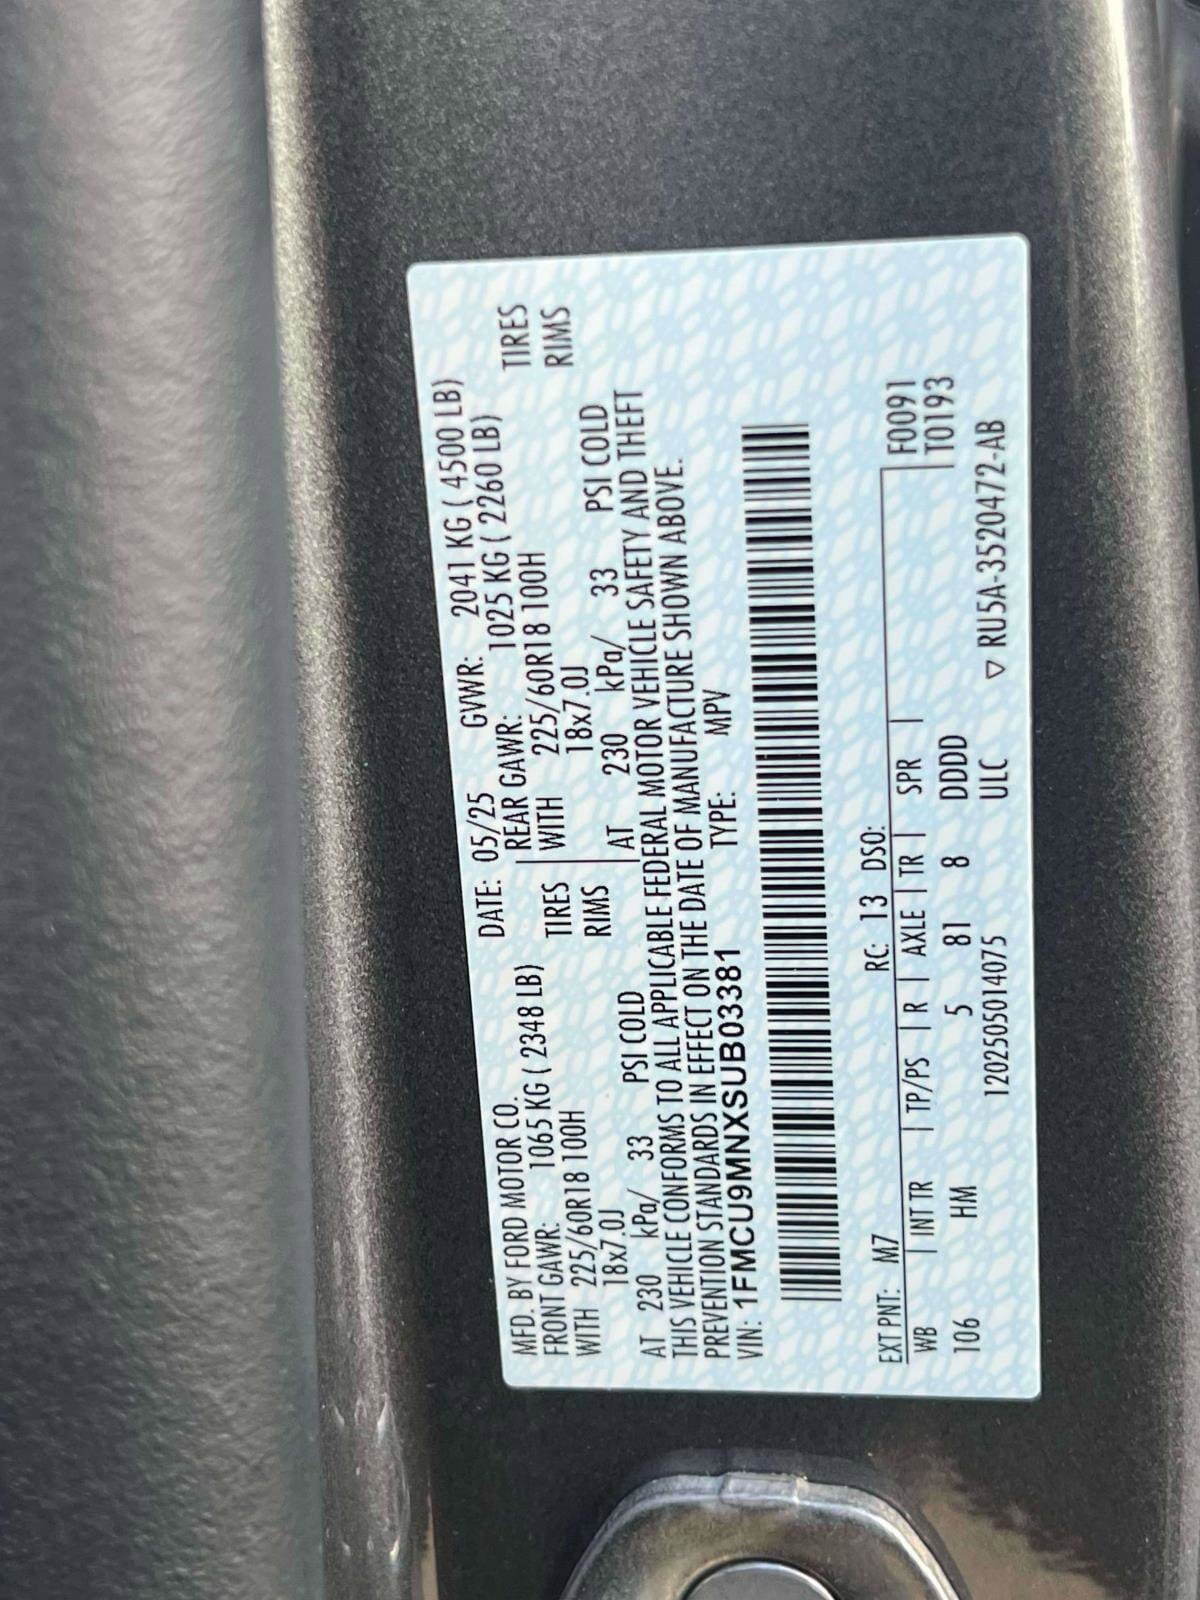 MFD. BY FORD MOTOR CO.
DATE: 05/25 GVWR: 2041 KG ( 4500 LB)
FRONT GAWR: 1065 KG ( 2348 LB) REAR GAWR: 1025 KG ( 2260 LB)
WITH 225/60R18 100H TIRES WITH 225/60R18 100H TIRES
18x7.0J RIMS 18x7.0J RIMS
AT 230 kPa/ 33 PSI COLD AT 230 kPa/ 33 PSI COLD
THIS VEHICLE CONFORMS TO ALL APPLICABLE FEDERAL MOTOR VEHICLE SAFETY AND THEFT
PREVENTION STANDARDS IN EFFECT ON THE DATE OF MANUFACTURE SHOWN ABOVE.
VIN: 1FMCU9MNXSUB03381 TYPE: MPV
EXT PNT: M7 RC: 13 DSO:
WB | INT TR | TP/PS | R | AXLE | TR | SPR | F0091
106 HM 5 81 8 DDDD T0193
120250501407​5 ULC ▽ RU5A-3520472-AB